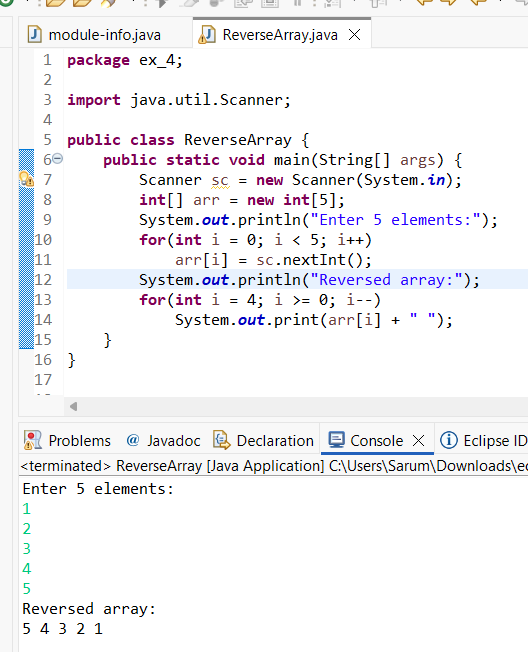 module-info.java ReverseArray.java
1 package ex_4;
2
3 import java.util.Scanner;
4
5 public class ReverseArray {
6 public static void main(String[] args) {
7 Scanner sc = new Scanner(System.in);
8 int[] arr = new int[5];
9 System.out.println("Enter 5 elements:");
10 for(int i = 0; i < 5; i++)
11 arr[i] = sc.nextInt();
12 System.out.println("Reversed array:");
13 for(int i = 4; i >= 0; i--)
14 System.out.print(arr[i] + " ");
15 }
16 }
17
Problems @ Javadoc Declaration Console Eclipse ID
<terminated> ReverseArray [Java Application] C:\Users\Sarum\Downloads\ec
Enter 5 elements:
1
2
3
4
5
Reversed array:
5 4 3 2 1